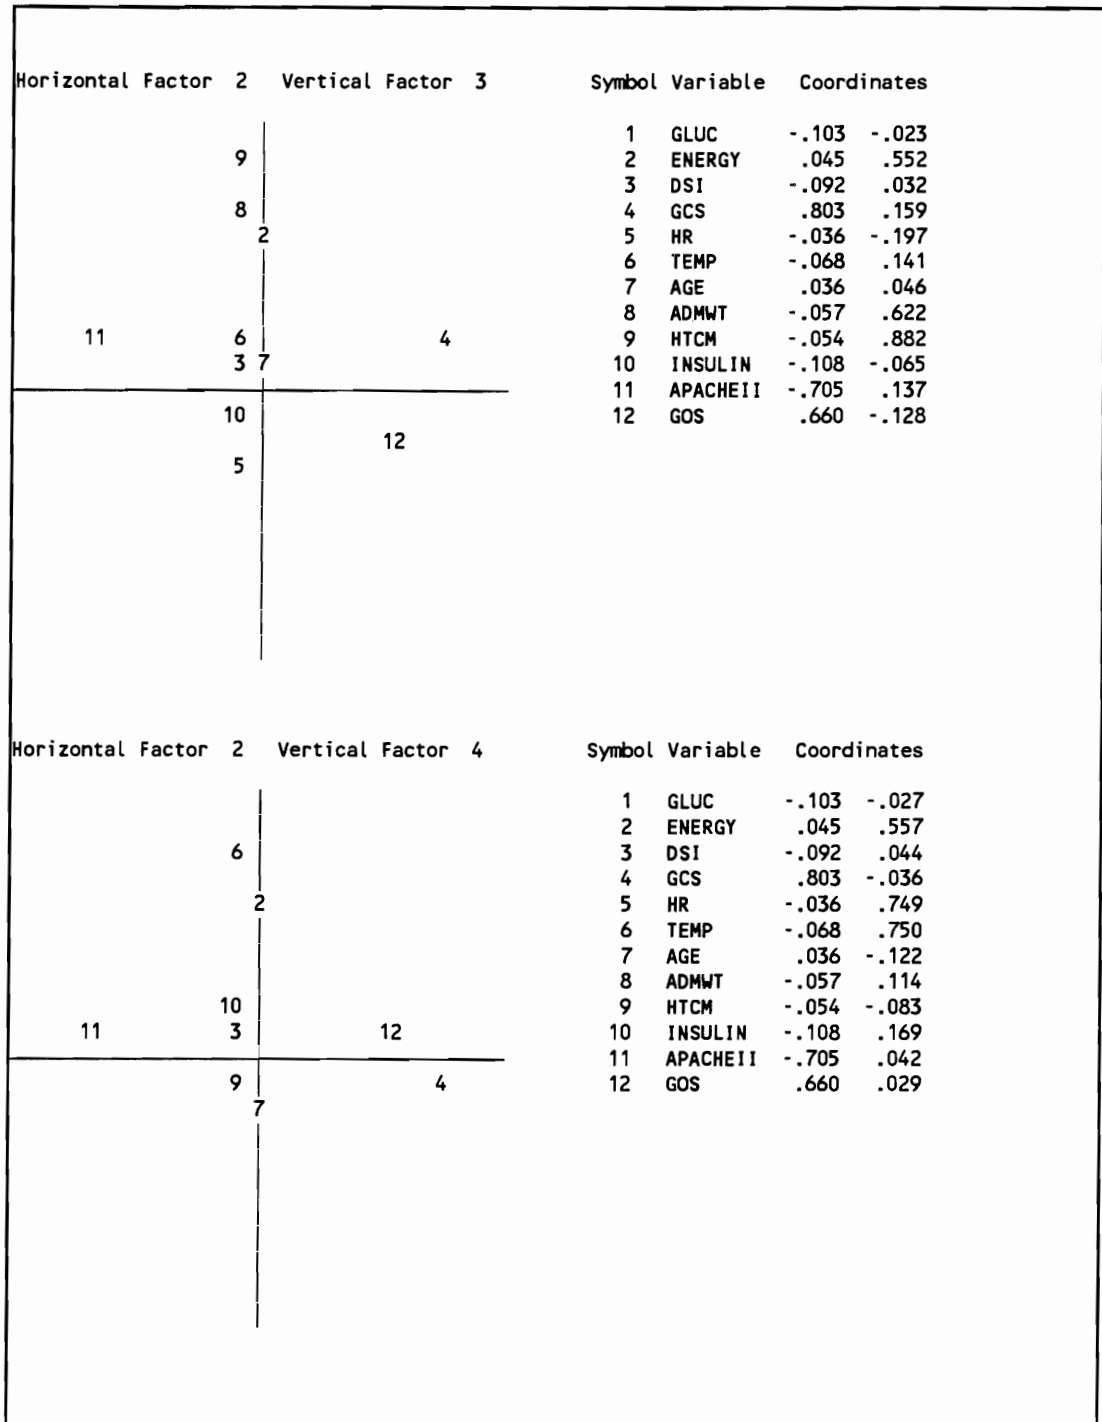 Horizontal Factor 2 Vertical Factor 3 Symbol Variable Coordinates
1 GLUC -.103 -.023
9 2 ENERGY .045 .552
3 DSI -.092 .032
8 4 GCS .803 .159
2 5 HR -.036 -.197
6 TEMP -.068 .141
7 AGE .036 .046
8 ADMWT -.057 .622
11 6 4 9 HTCM -.054 .882
3 7 10 INSULIN -.108 -.065
11 APACHEII -.705 .137
10 12 GOS .660 -.128
12
5
Horizontal Factor 2 Vertical Factor 4 Symbol Variable Coordinates
1 GLUC -.103 -.027
2 ENERGY .045 .557
6 3 DSI -.092 .044
4 GCS .803 -.036
2 5 HR -.036 .749
6 TEMP -.068 .750
7 AGE .036 -.122
8 ADMWT -.057 .114
10 9 HTCM -.054 -.083
11 3 12 10 INSULIN -.108 .169
11 APACHEII -.705 .042
9 4 12 GOS .660 .029
7